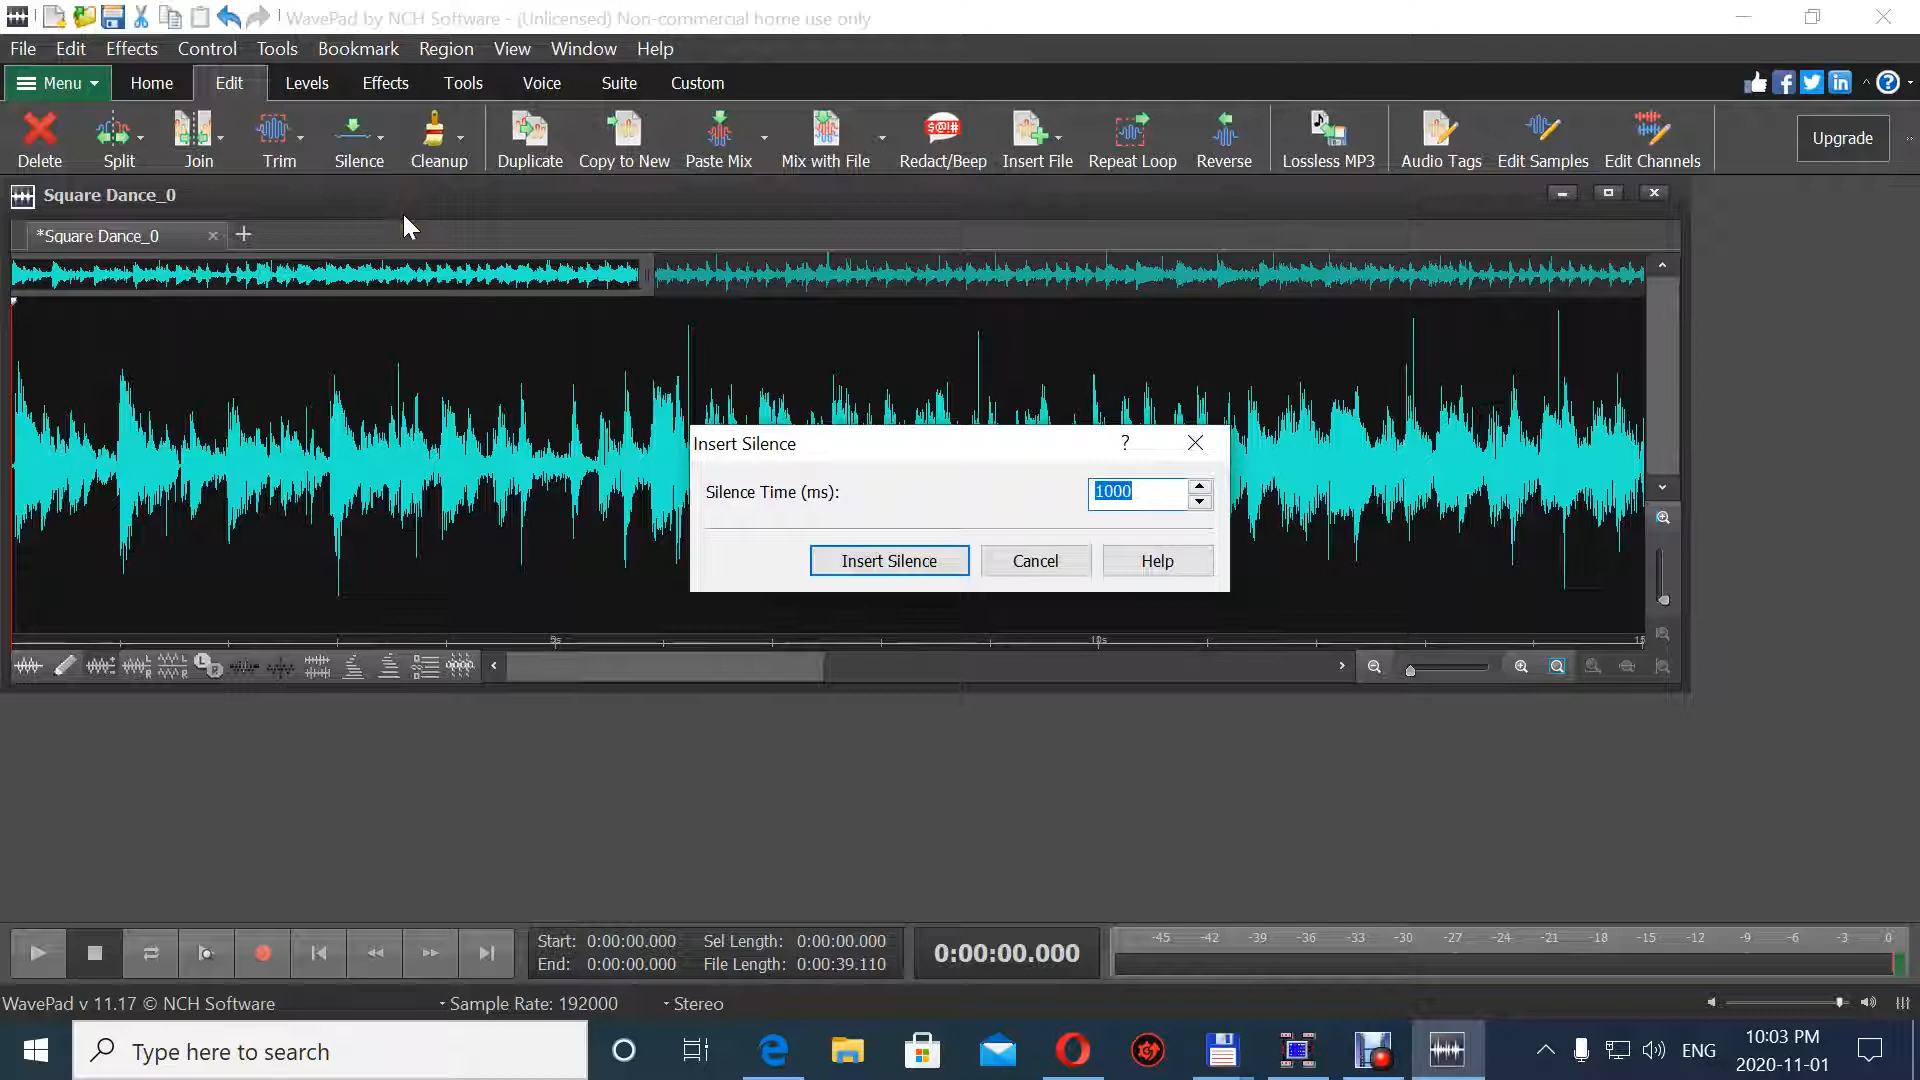 WavePad by NCH Software - (Unlicensed) Non-commercial home use only
File Edit Effects Control Tools Bookmark Region View Window Help
Menu Home Edit Levels Effects Tools Voice Suite Custom
$@!#
Delete Split Join Trim Silence Cleanup Duplicate Copy to New Paste Mix Mix with File Redact/Beep Insert File Repeat Loop Reverse Lossless MP3 Audio Tags Edit Samples Edit Channels Upgrade
Square Dance_0
*Square Dance_0
Insert Silence
Silence Time (ms): 1000
Insert Silence Cancel Help
5s 10s 15
Start: 0:00:00.000 Sel Length: 0:00:00.000
End: 0:00:00.000 File Length: 0:00:39.110
0:00:00.000
-45 -42 -39 -36 -33 -30 -27 -24 -21 -18 -15 -12 -9 -6 -3 0
WavePad v 11.17 © NCH Software Sample Rate: 192000 Stereo
Type here to search
ENG
10:03 PM
2020-11-01